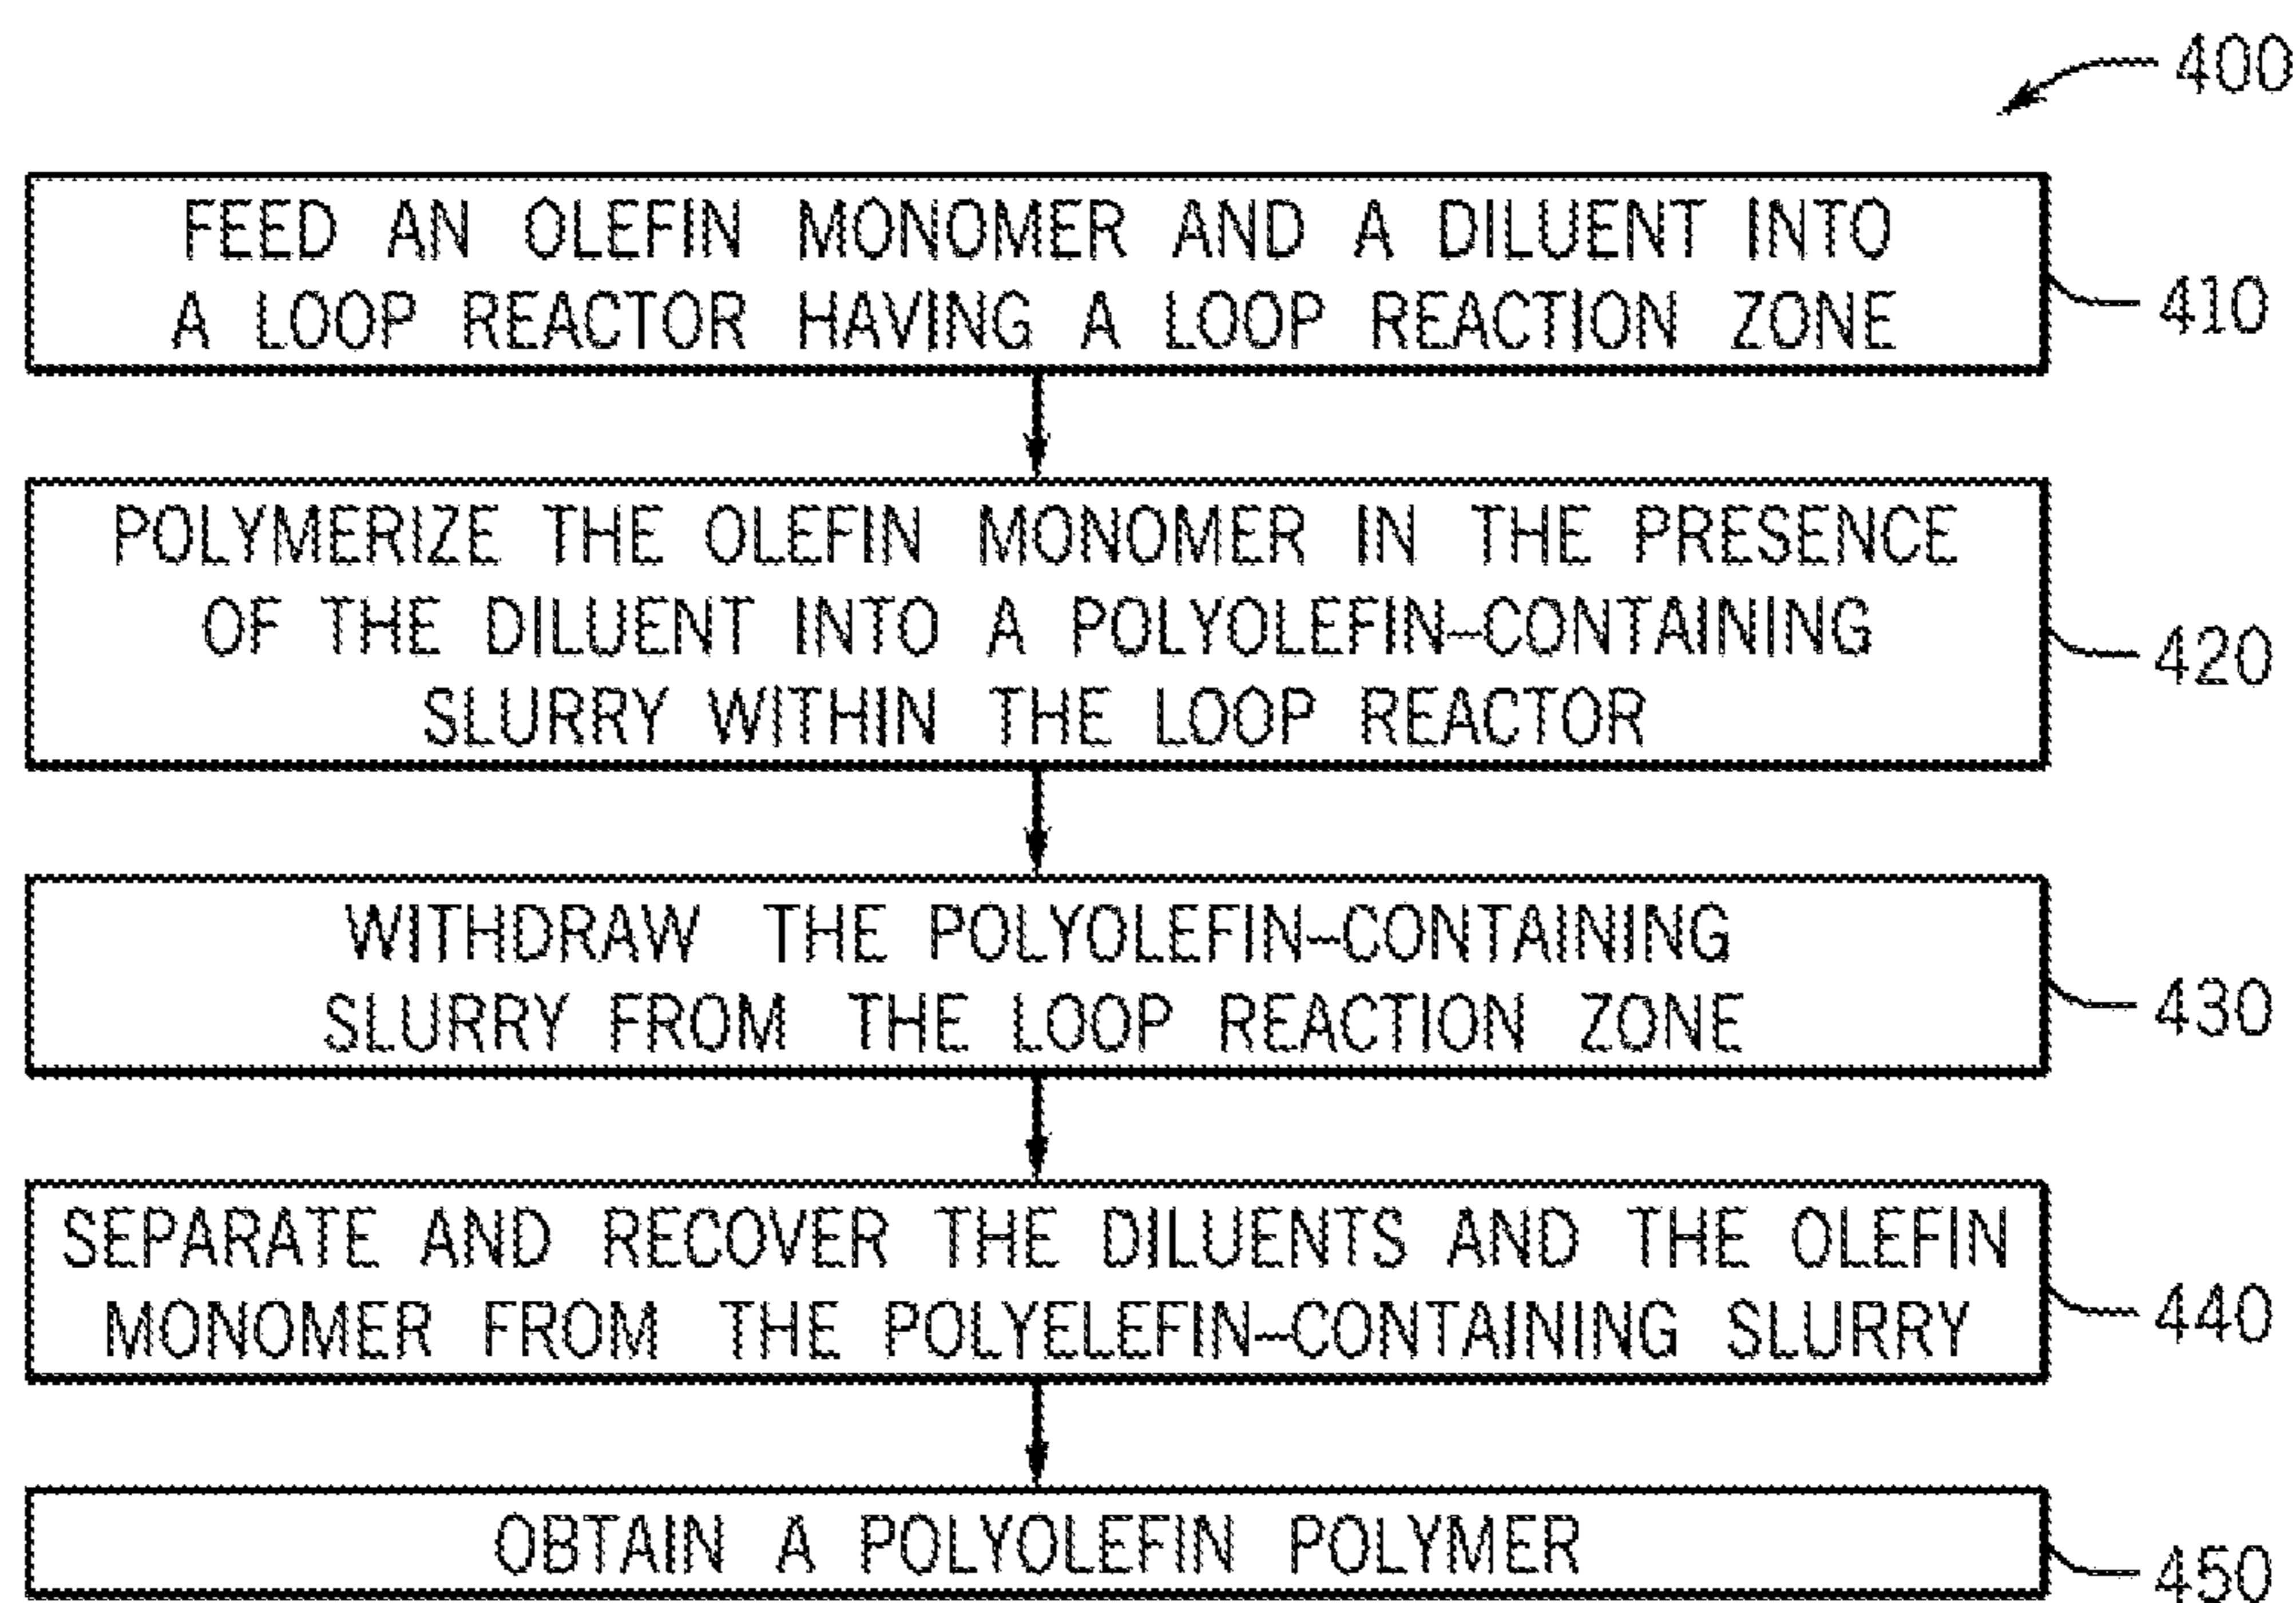 400
FEED AN OLEFIN MONOMER AND A DILUENT INTO
A LOOP REACTOR HAVING A LOOP REACTION ZONE
410
POLYMERIZE THE OLEFIN MONOMER IN THE PRESENCE
OF THE DILUENT INTO A POLYOLEFIN-CONTAINING
SLURRY WITHIN THE LOOP REACTOR
420
WITHDRAW THE POLYOLEFIN-CONTAINING
SLURRY FROM THE LOOP REACTION ZONE
430
SEPARATE AND RECOVER THE DILUENTS AND THE OLEFIN
MONOMER FROM THE POLYELEFIN-CONTAINING SLURRY
440
OBTAIN A POLYOLEFIN POLYMER
450